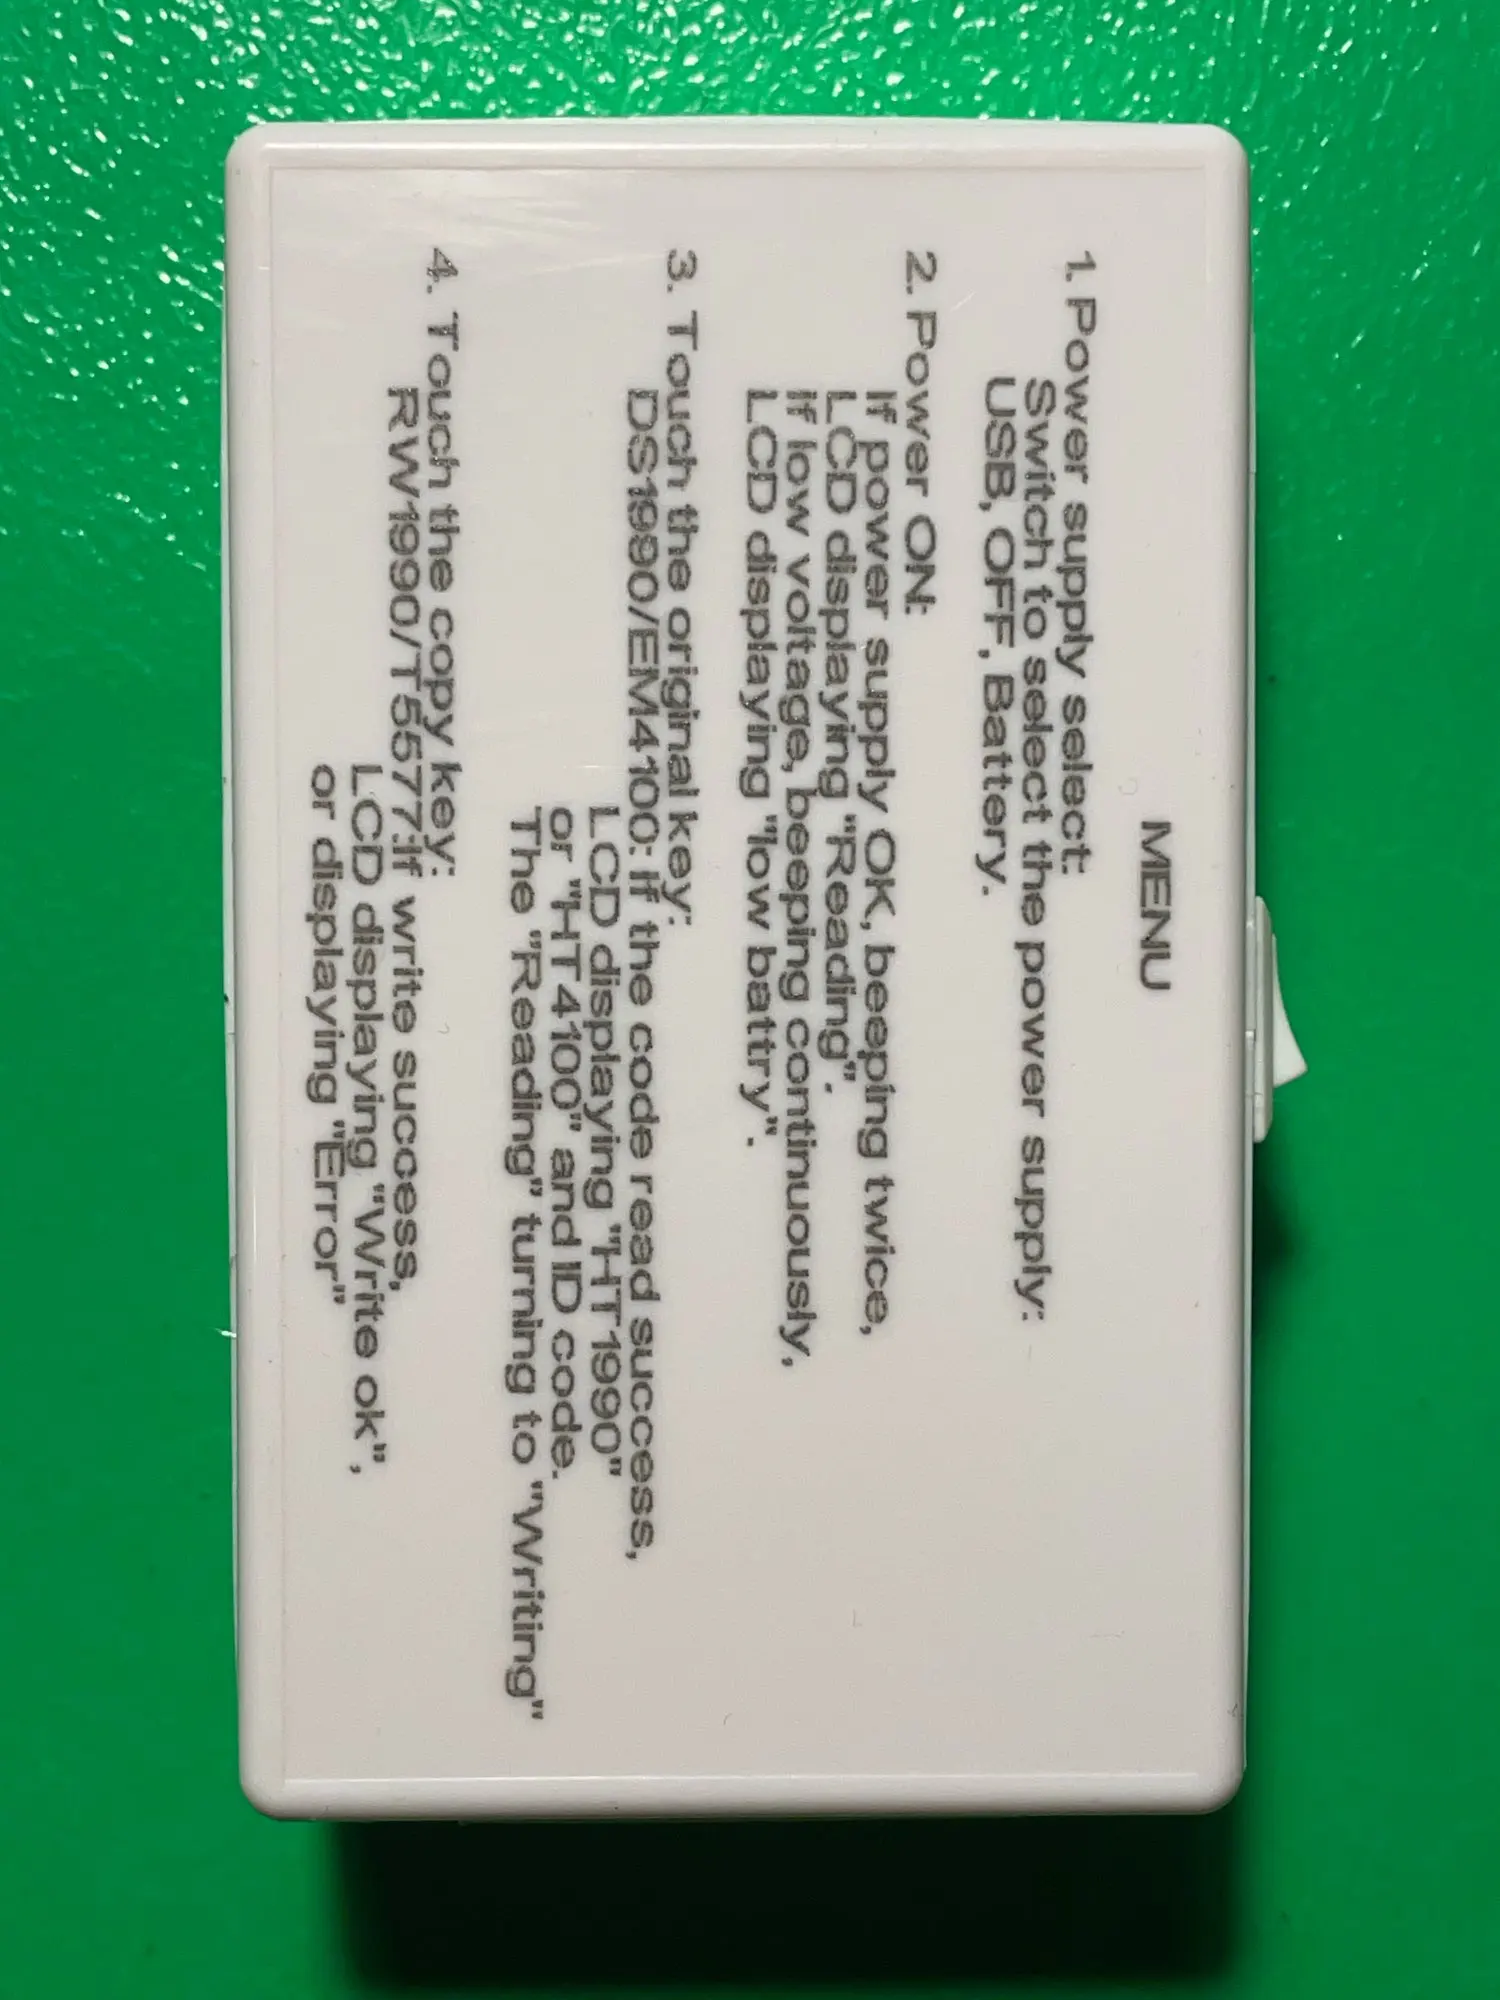 MENU
1. Power supply select:
Switch to select the power supply:
USB, OFF, Battery.
2. Power ON:
If power supply OK, beeping twice,
LCD displaying "Reading".
If low voltage, beeping continuously,
LCD displaying "low battry".
3. Touch the original key:
DS1990/EM4100: if the code read success,
LCD displaying "HT1990"
or "HT4100" and ID code.
The "Reading" turning to "Writing"
4. Touch the copy key:
RW1990/T5577:if write success,
LCD displaying "Write ok",
or displaying "Error"